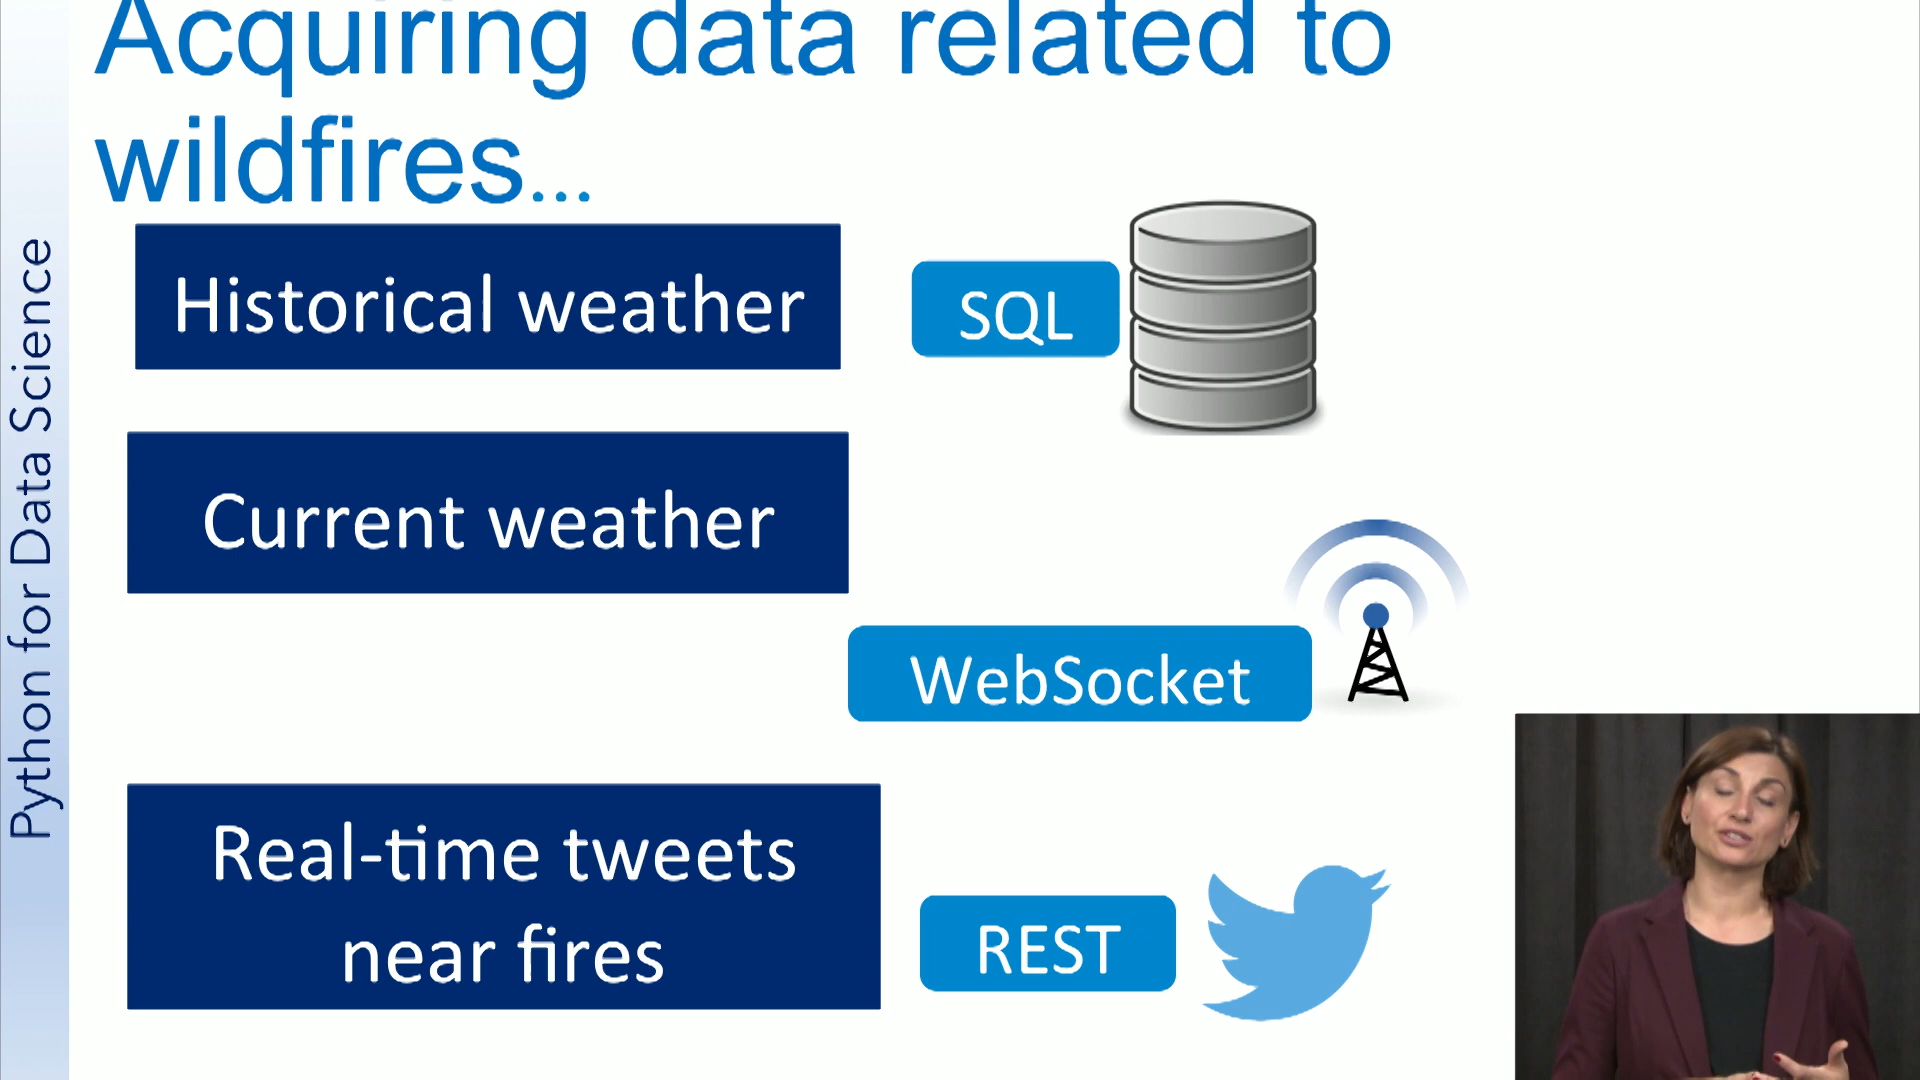 Acquiring data related to
wildfires...
Historical weather
SQL
Current weather
WebSocket
Real-time tweets
near fires
REST
Python for Data Science